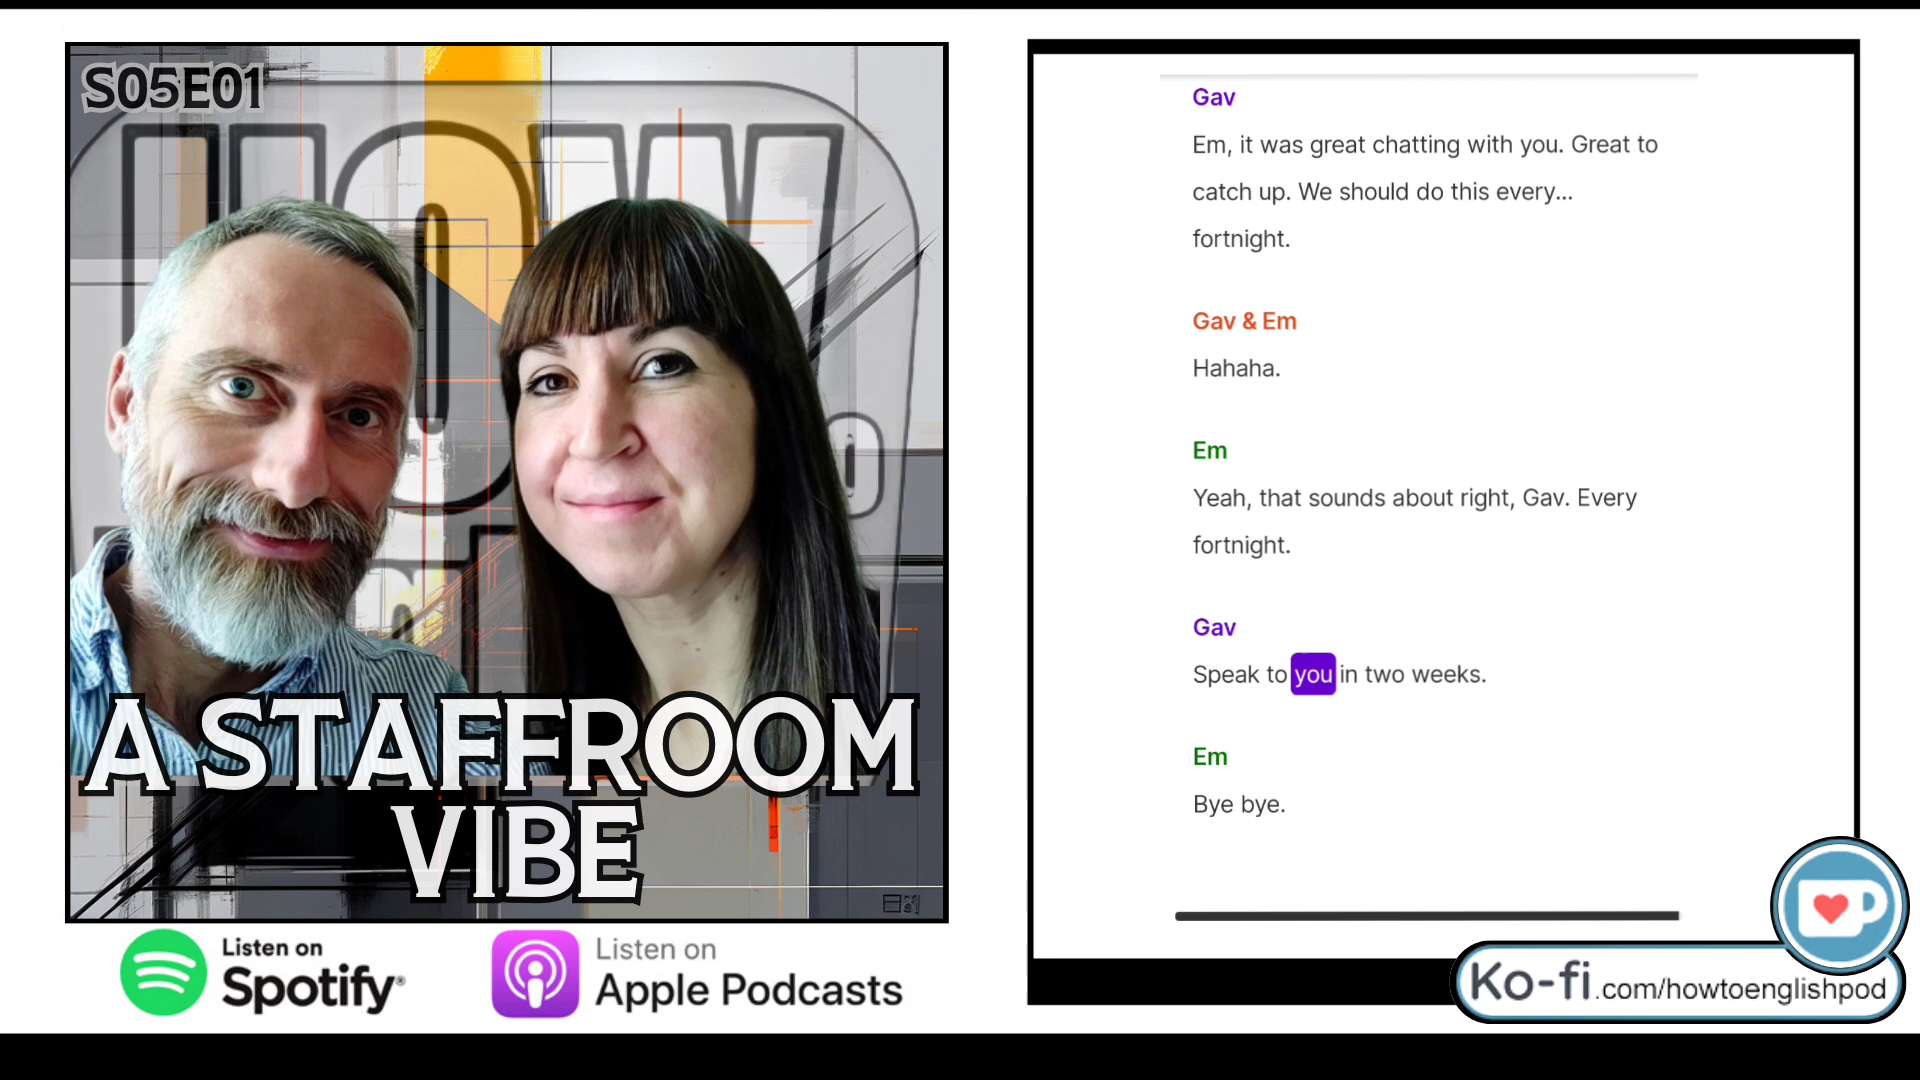 S05E01
HOW
TO
A STAFFROOM
VIBE
Listen on
Spotify®
Listen on
Apple Podcasts
Gav
Em, it was great chatting with you. Great to
catch up. We should do this every...
fortnight.
Gav & Em
Hahaha.
Em
Yeah, that sounds about right, Gav. Every
fortnight.
Gav
Speak to you in two weeks.
Em
Bye bye.
Ko-fi.com/howtoenglishpod